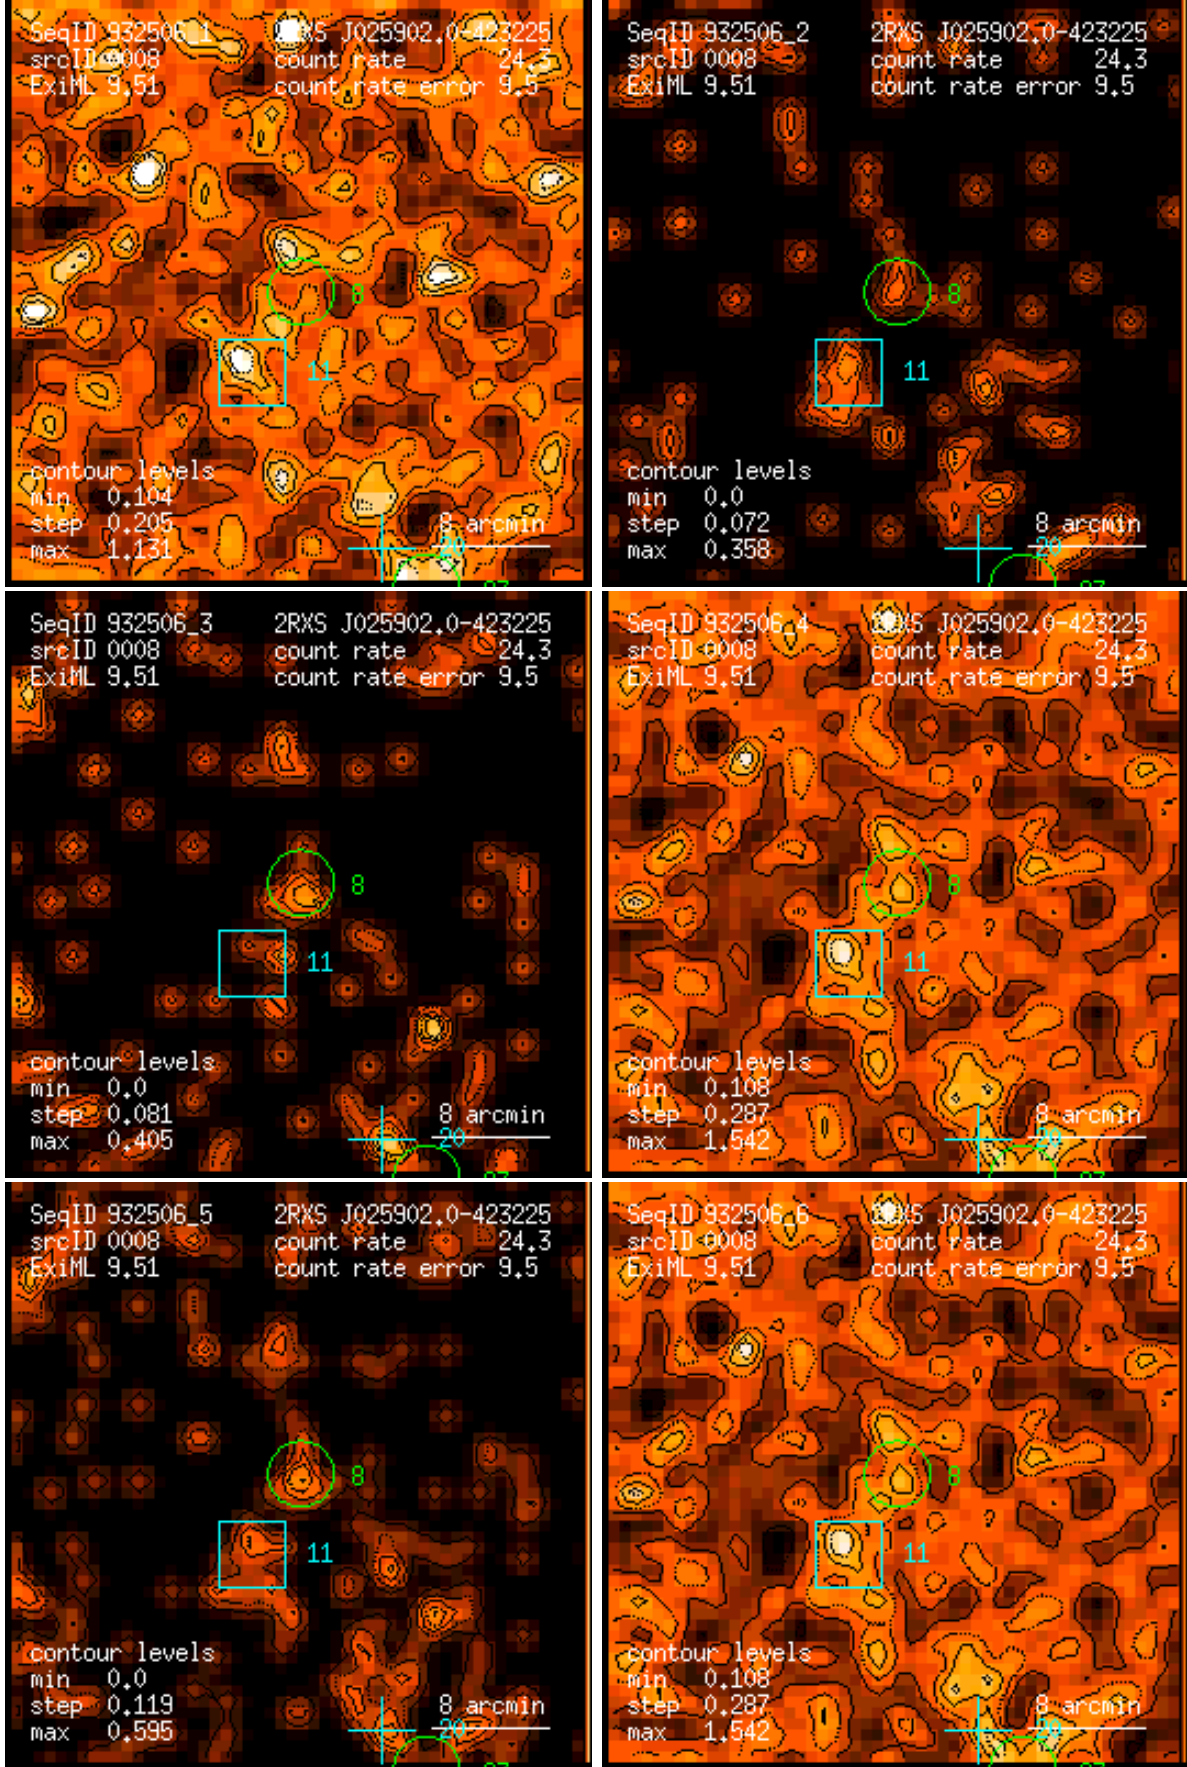 SeqID 932506_1 2RXS J025902.0-423225
srcID 0008 count rate 24.3
ExiML 9.51 count rate error 9.5
8
11
contour levels
min 0.104
step 0.205
max 1.131
8 arcmin
20
SeqID 932506_2 2RXS J025902.0-423225
srcID 0008 count rate 24.3
ExiML 9.51 count rate error 9.5
8
11
contour levels
min 0.0
step 0.072
max 0.358
8 arcmin
20
SeqID 932506_3 2RXS J025902.0-423225
srcID 0008 count rate 24.3
ExiML 9.51 count rate error 9.5
8
11
contour levels
min 0.0
step 0.081
max 0.405
8 arcmin
20
SeqID 932506_4 2RXS J025902.0-423225
srcID 0008 count rate 24.3
ExiML 9.51 count rate error 9.5
8
11
contour levels
min 0.108
step 0.287
max 1.542
8 arcmin
20
SeqID 932506_5 2RXS J025902.0-423225
srcID 0008 count rate 24.3
ExiML 9.51 count rate error 9.5
8
11
contour levels
min 0.0
step 0.119
max 0.595
8 arcmin
20
SeqID 932506_6 2RXS J025902.0-423225
srcID 0008 count rate 24.3
ExiML 9.51 count rate error 9.5
8
11
contour levels
min 0.108
step 0.287
max 1.542
8 arcmin
20